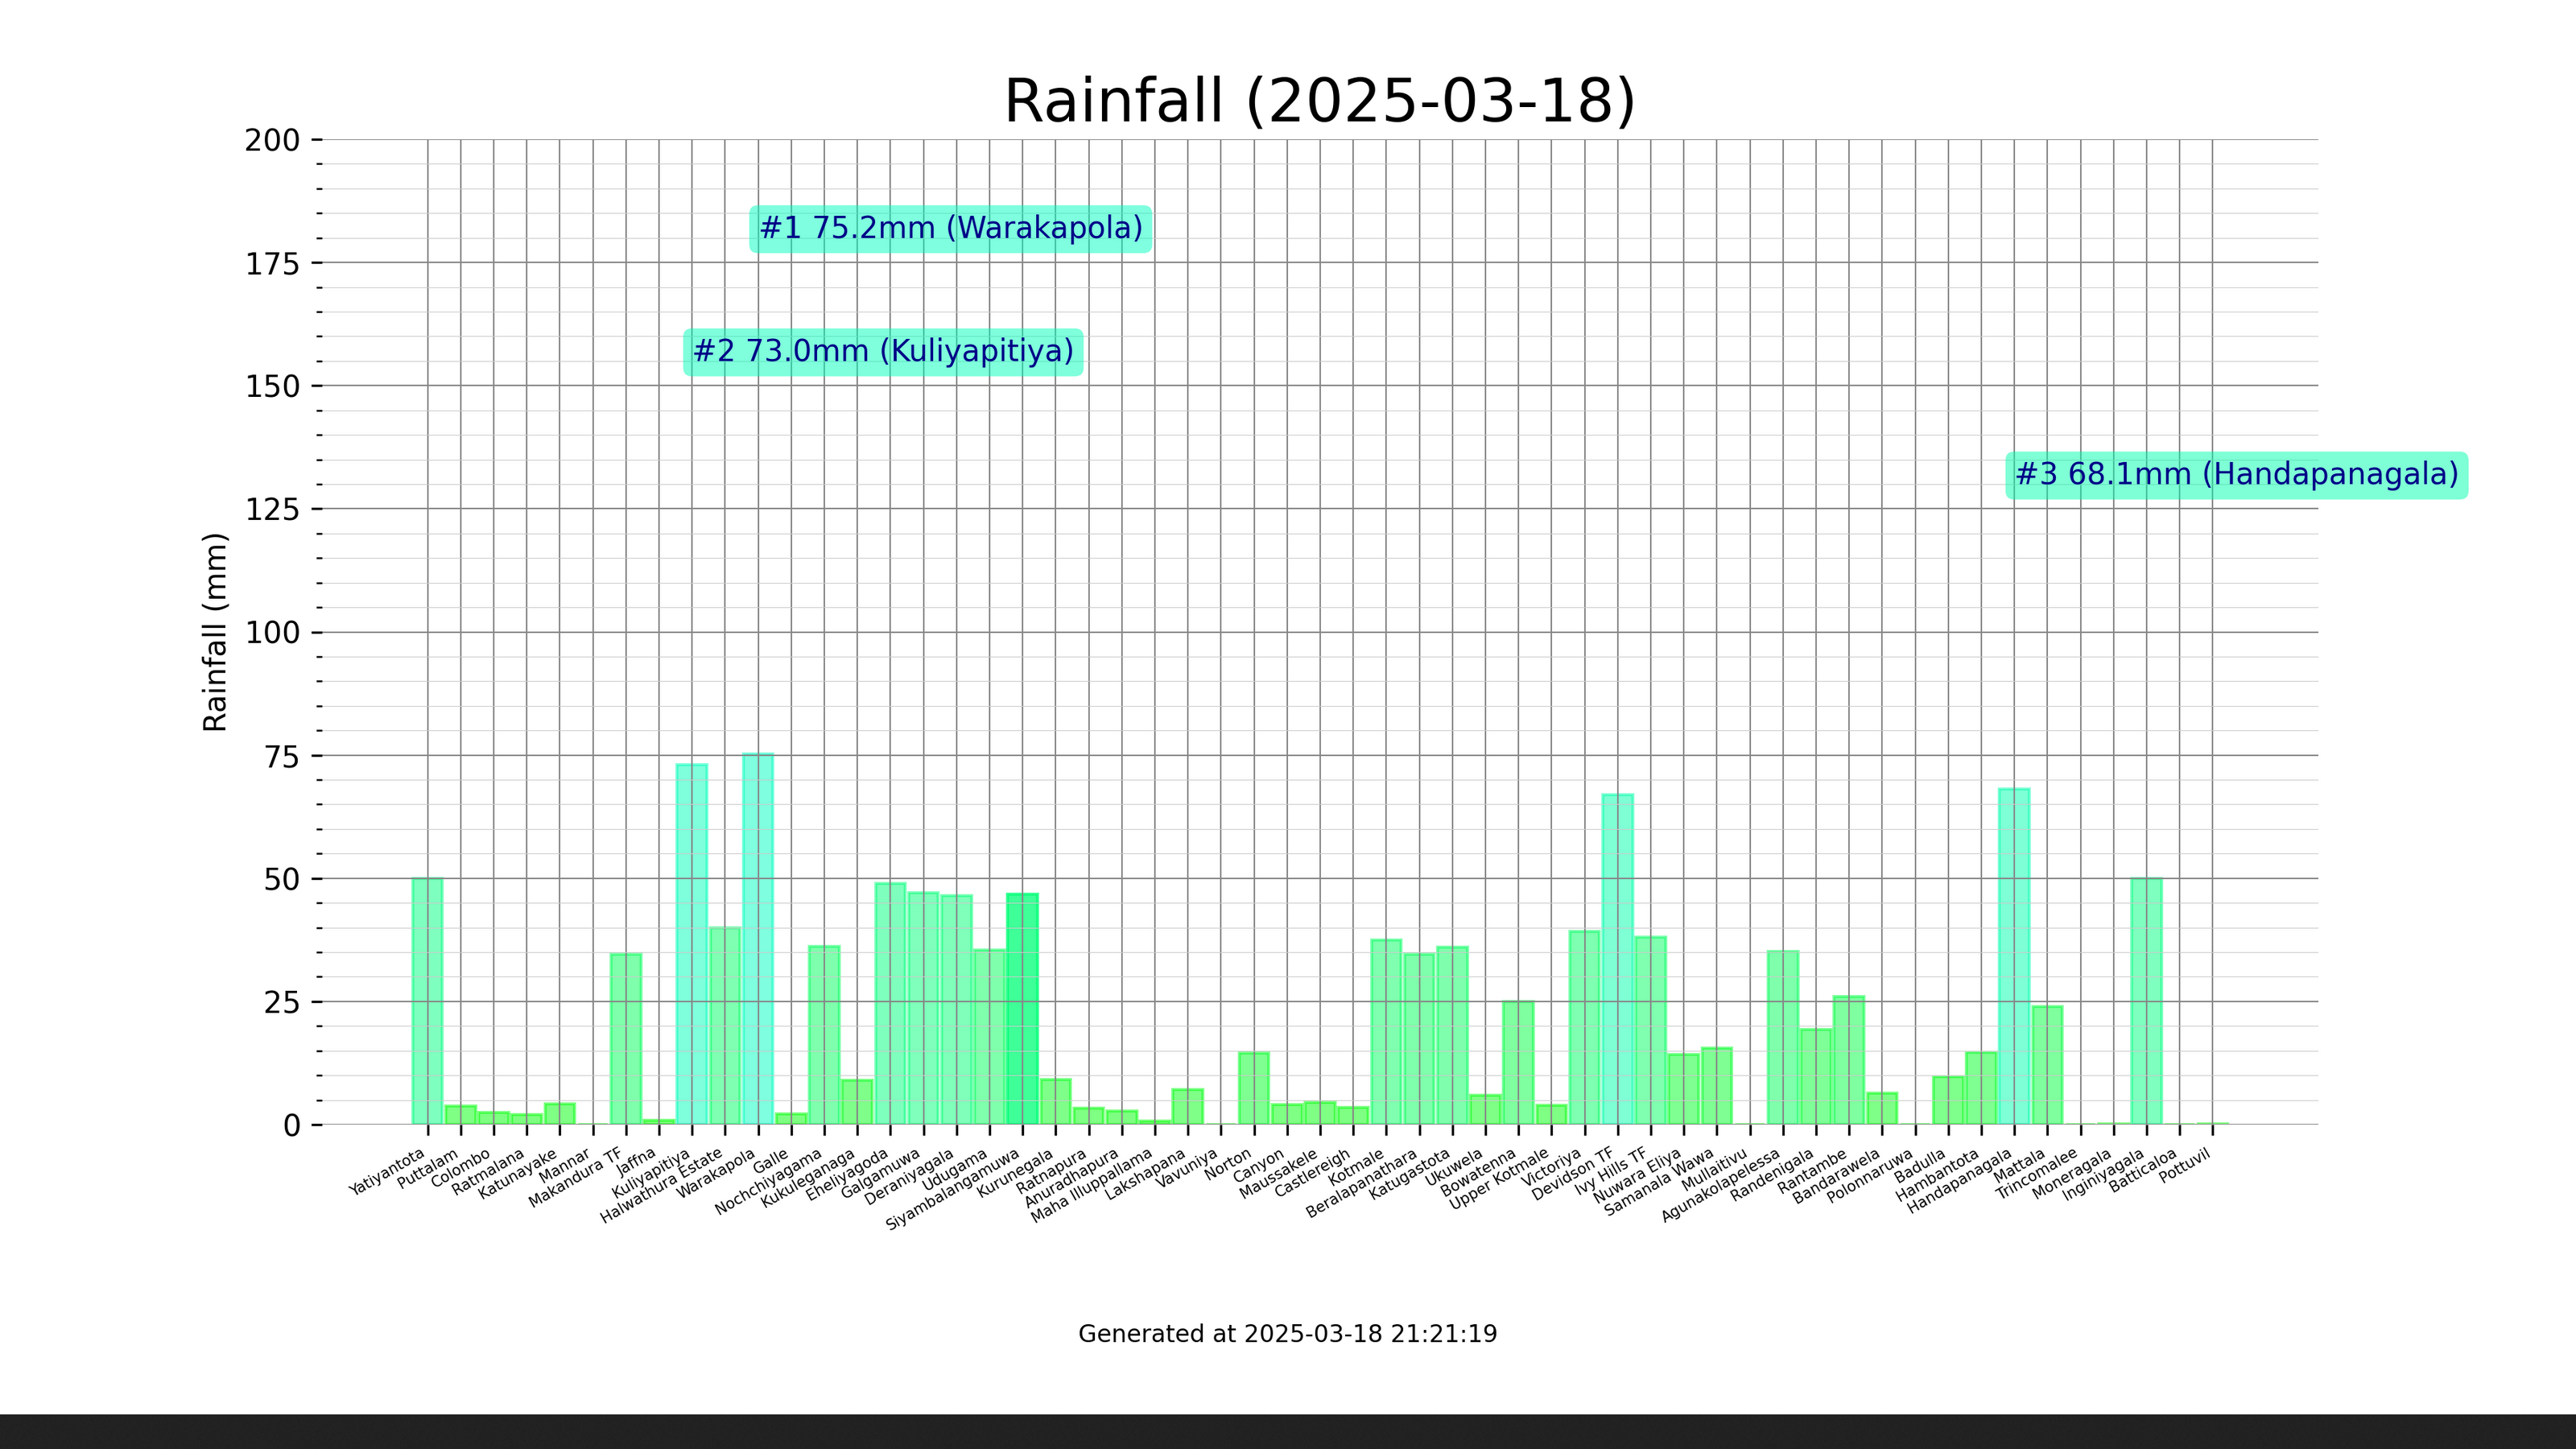 Rainfall (2025-03-18)
200
175
150
125
100
75
50
25
0
Rainfall (mm)
#1 75.2mm (Warakapola)
#2 73.0mm (Kuliyapitiya)
#3 68.1mm (Handapanagala)
Yatiyantota
Puttalam
Colombo
Ratmalana
Katunayake
Mannar
Makandura TF
Jaffna
Kuliyapitiya
Halwathura Estate
Warakapola
Galle
Nochchiyagama
Kukuleganaga
Eheliyagoda
Galgamuwa
Deraniyagala
Udugama
Siyambalangamuwa
Kurunegala
Ratnapura
Anuradhapura
Maha Illuppallama
Lakshapana
Vavuniya
Norton
Canyon
Maussakele
Castlereigh
Kotmale
Beralapanathara
Katugastota
Ukuwela
Bowatenna
Upper Kotmale
Victoriya
Devidson TF
Ivy Hills TF
Nuwara Eliya
Samanala Wawa
Mullaitivu
Agunakolapelessa
Randenigala
Rantambe
Bandarawela
Polonnaruwa
Badulla
Hambantota
Handapanagala
Mattala
Trincomalee
Moneragala
Inginiyagala
Batticaloa
Pottuvil
Generated at 2025-03-18 21:21:19